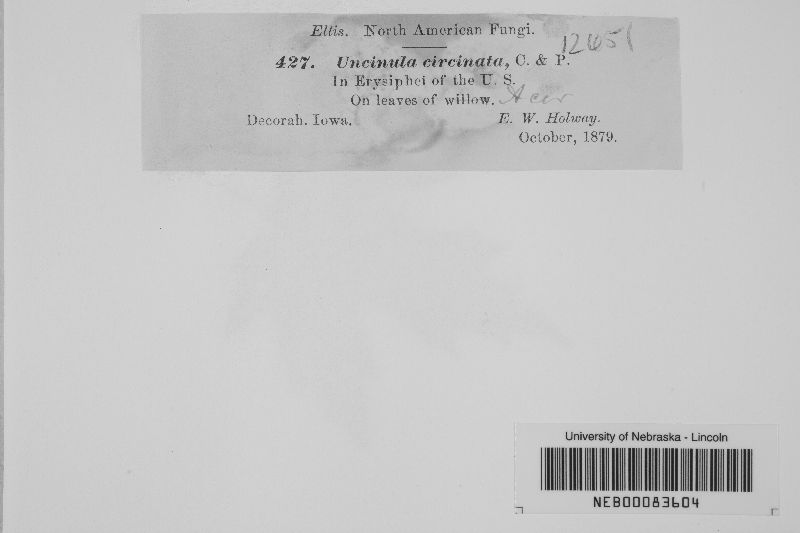 Ellis. North American Fungi.
12651
427. Uncinula circinata, C. & P.
In Erysiphei of the U. S.
On leaves of willow. Acer
Decorah. Iowa. E. W. Holway.
October, 1879.
University of Nebraska - Lincoln
NEB00083604